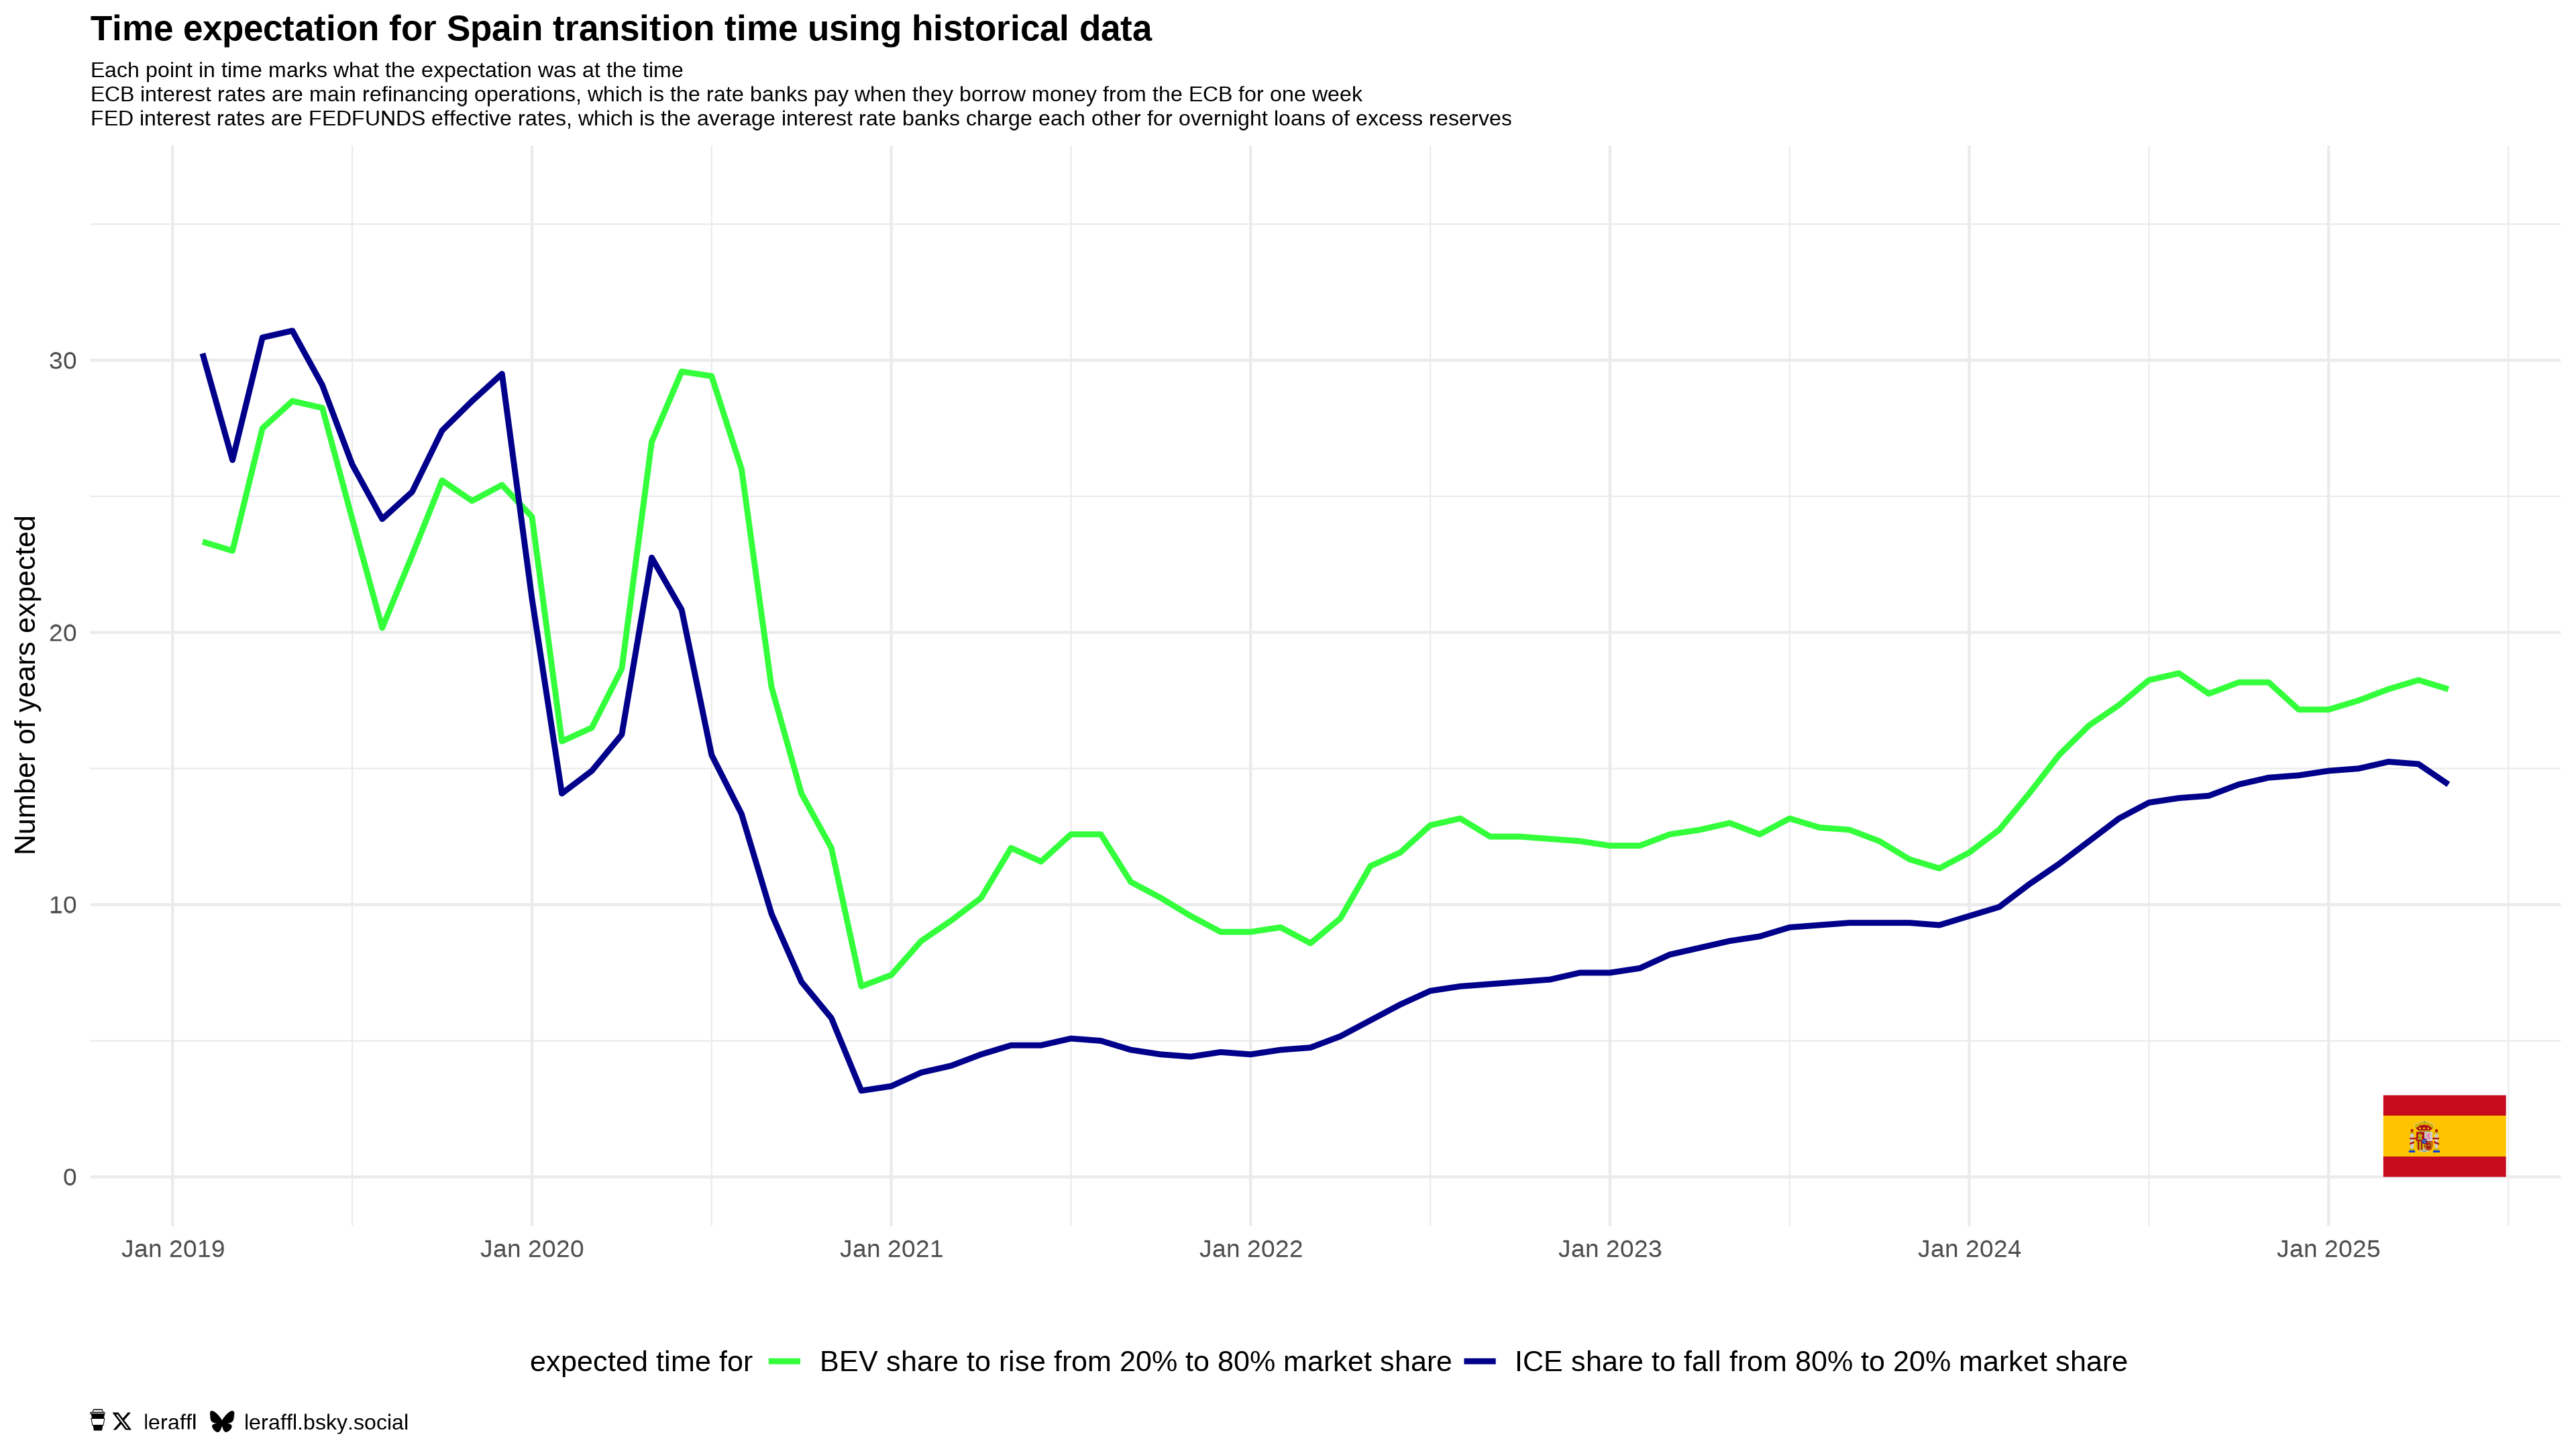 Time expectation for Spain transition time using historical data
Each point in time marks what the expectation was at the time
ECB interest rates are main refinancing operations, which is the rate banks pay when they borrow money from the ECB for one week
FED interest rates are FEDFUNDS effective rates, which is the average interest rate banks charge each other for overnight loans of excess reserves
Number of years expected
30
20
10
0
Jan 2019 Jan 2020 Jan 2021 Jan 2022 Jan 2023 Jan 2024 Jan 2025
expected time for BEV share to rise from 20% to 80% market share ICE share to fall from 80% to 20% market share
leraffl leraffl.bsky.social